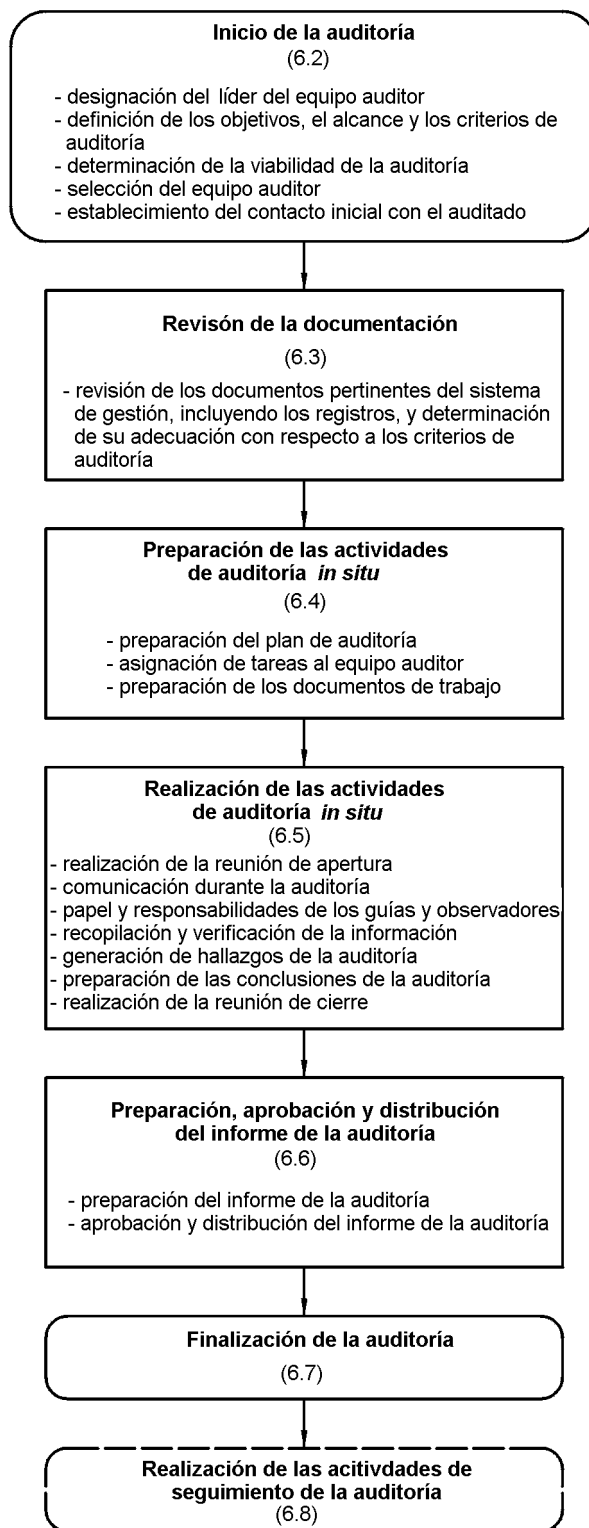 Inicio de la auditoría
(6.2)
- designación del líder del equipo auditor
- definición de los objetivos, el alcance y los criterios de
auditoría
- determinación de la viabilidad de la auditoría
- selección del equipo auditor
- establecimiento del contacto inicial con el auditado
Revisón de la documentación
(6.3)
- revisión de los documentos pertinentes del sistema
de gestión, incluyendo los registros, y determinación
de su adecuación con respecto a los criterios de
auditoría
Preparación de las actividades
de auditoría in situ
(6.4)
- preparación del plan de auditoría
- asignación de tareas al equipo auditor
- preparación de los documentos de trabajo
Realización de las actividades
de auditoría in situ
(6.5)
- realización de la reunión de apertura
- comunicación durante la auditoría
- papel y responsabilidades de los guías y observadores
- recopilación y verificación de la información
- generación de hallazgos de la auditoría
- preparación de las conclusiones de la auditoría
- realización de la reunión de cierre
Preparación, aprobación y distribución
del informe de la auditoría
(6.6)
- preparación del informe de la auditoría
- aprobación y distribución del informe de la auditoría
Finalización de la auditoría
(6.7)
Realización de las acitivdades de
seguimiento de la auditoría
(6.8)